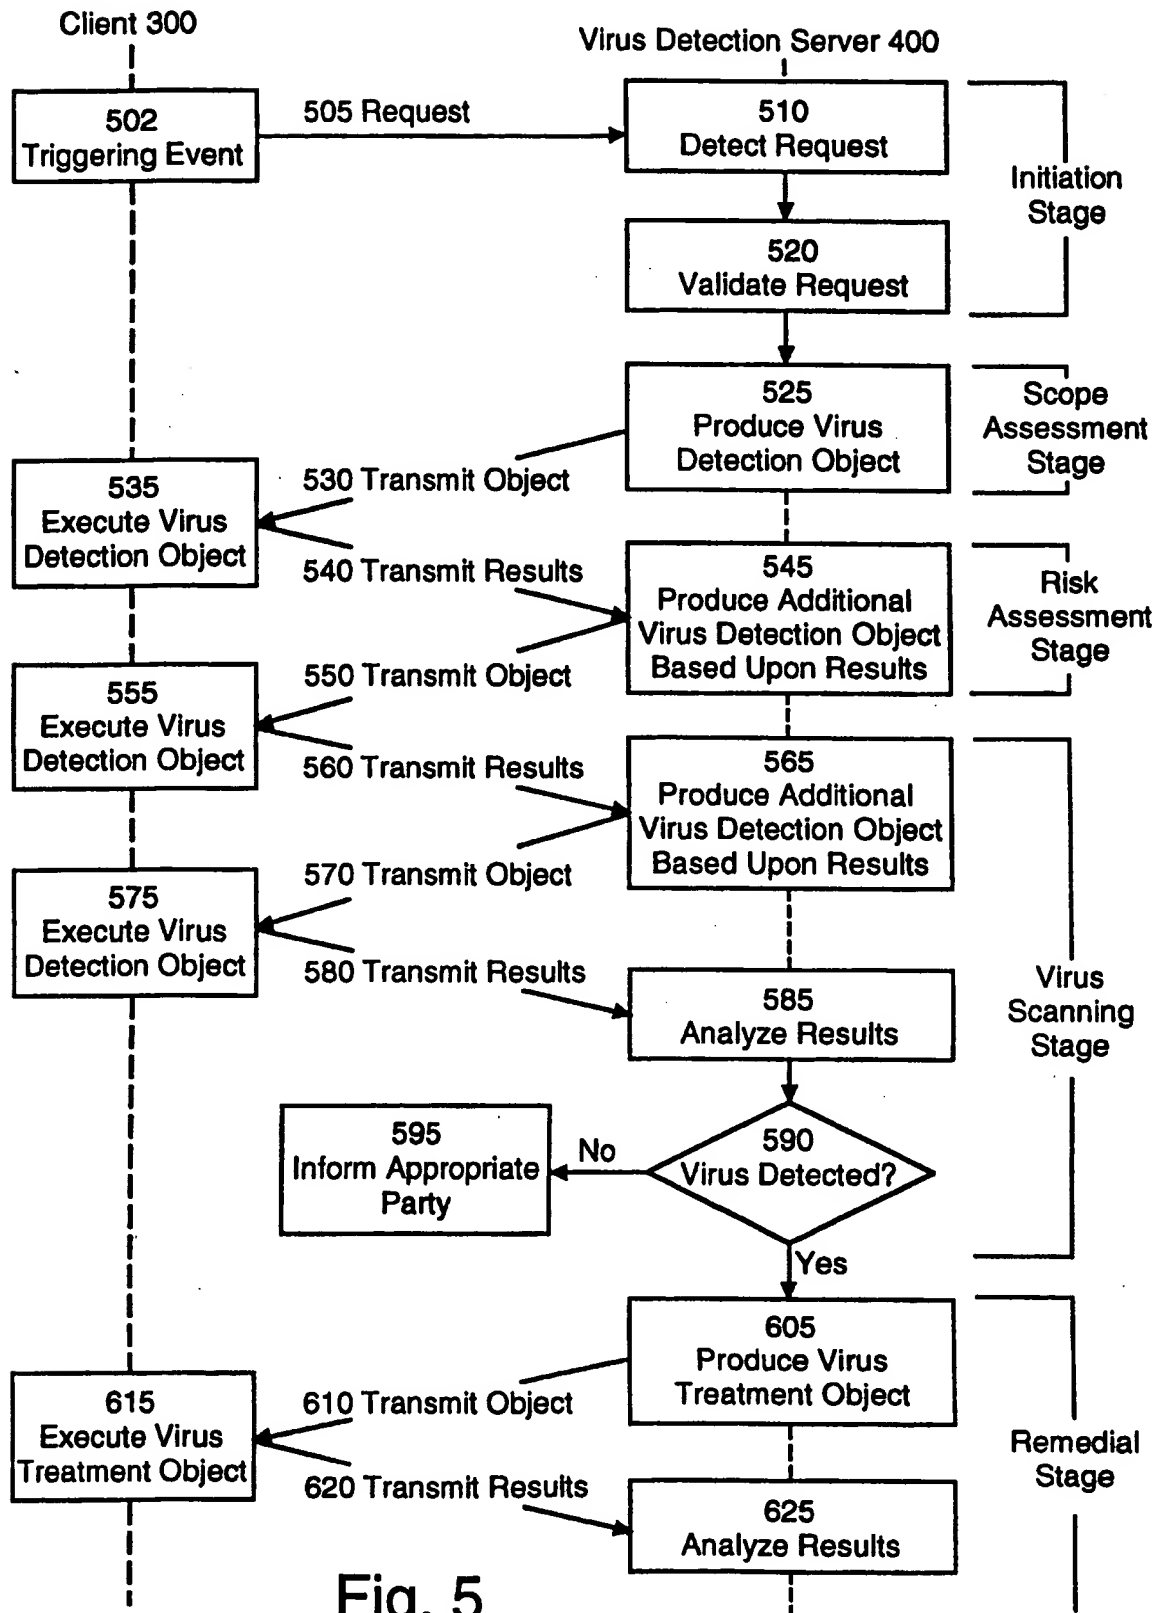 Client 300
Virus Detection Server 400
502
Triggering Event
505 Request
510
Detect Request
Initiation
Stage
520
Validate Request
525
Produce Virus
Detection Object
Scope
Assessment
Stage
530 Transmit Object
535
Execute Virus
Detection Object
540 Transmit Results
545
Produce Additional
Virus Detection Object
Based Upon Results
Risk
Assessment
Stage
550 Transmit Object
555
Execute Virus
Detection Object
560 Transmit Results
565
Produce Additional
Virus Detection Object
Based Upon Results
570 Transmit Object
575
Execute Virus
Detection Object
580 Transmit Results
585
Analyze Results
Virus
Scanning
Stage
590
Virus Detected?
No
595
Inform Appropriate
Party
Yes
605
Produce Virus
Treatment Object
610 Transmit Object
615
Execute Virus
Treatment Object
620 Transmit Results
625
Analyze Results
Remedial
Stage
Fig. 5